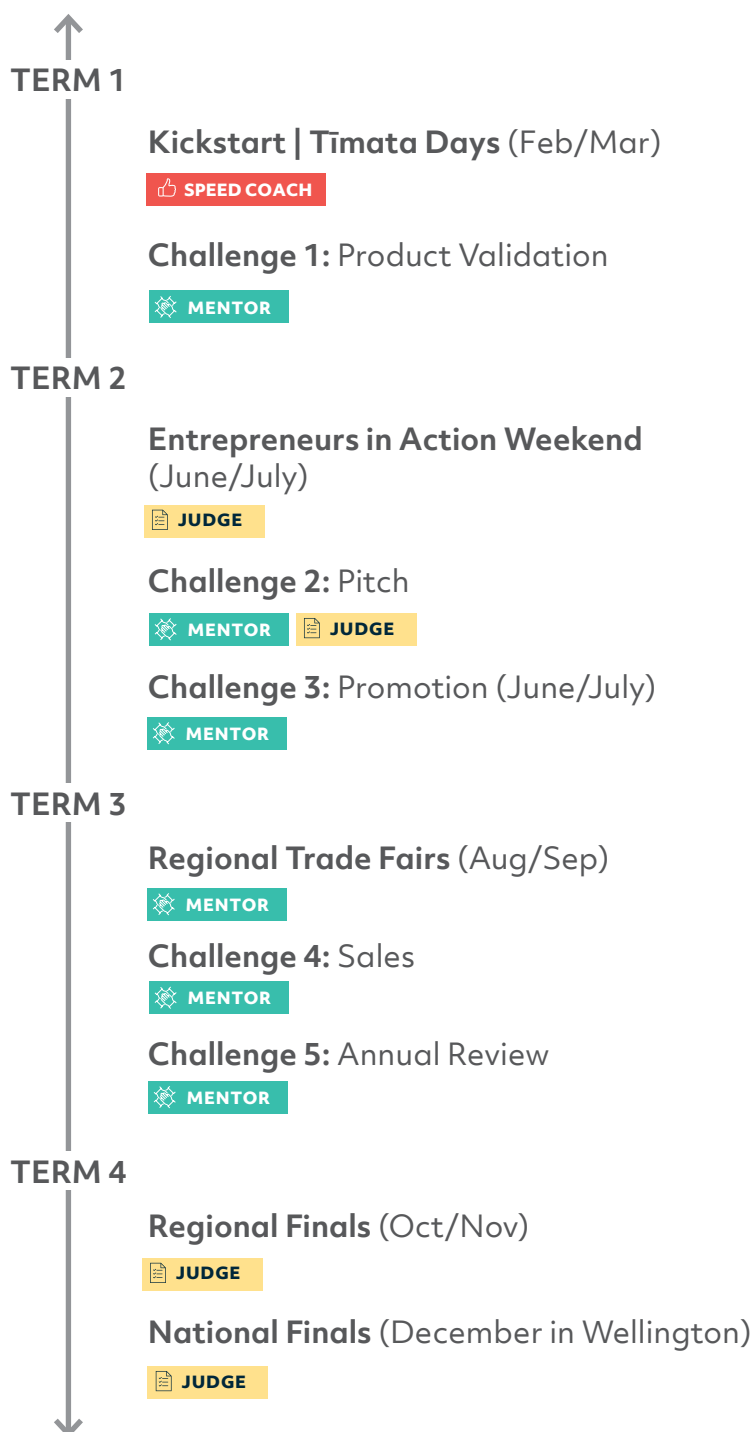 TERM 1
Kickstart | Tīmata Days (Feb/Mar)
SPEED COACH
Challenge 1: Product Validation
MENTOR
TERM 2
Entrepreneurs in Action Weekend
(June/July)
JUDGE
Challenge 2: Pitch
MENTOR JUDGE
Challenge 3: Promotion (June/July)
MENTOR
TERM 3
Regional Trade Fairs (Aug/Sep)
MENTOR
Challenge 4: Sales
MENTOR
Challenge 5: Annual Review
MENTOR
TERM 4
Regional Finals (Oct/Nov)
JUDGE
National Finals (December in Wellington)
JUDGE